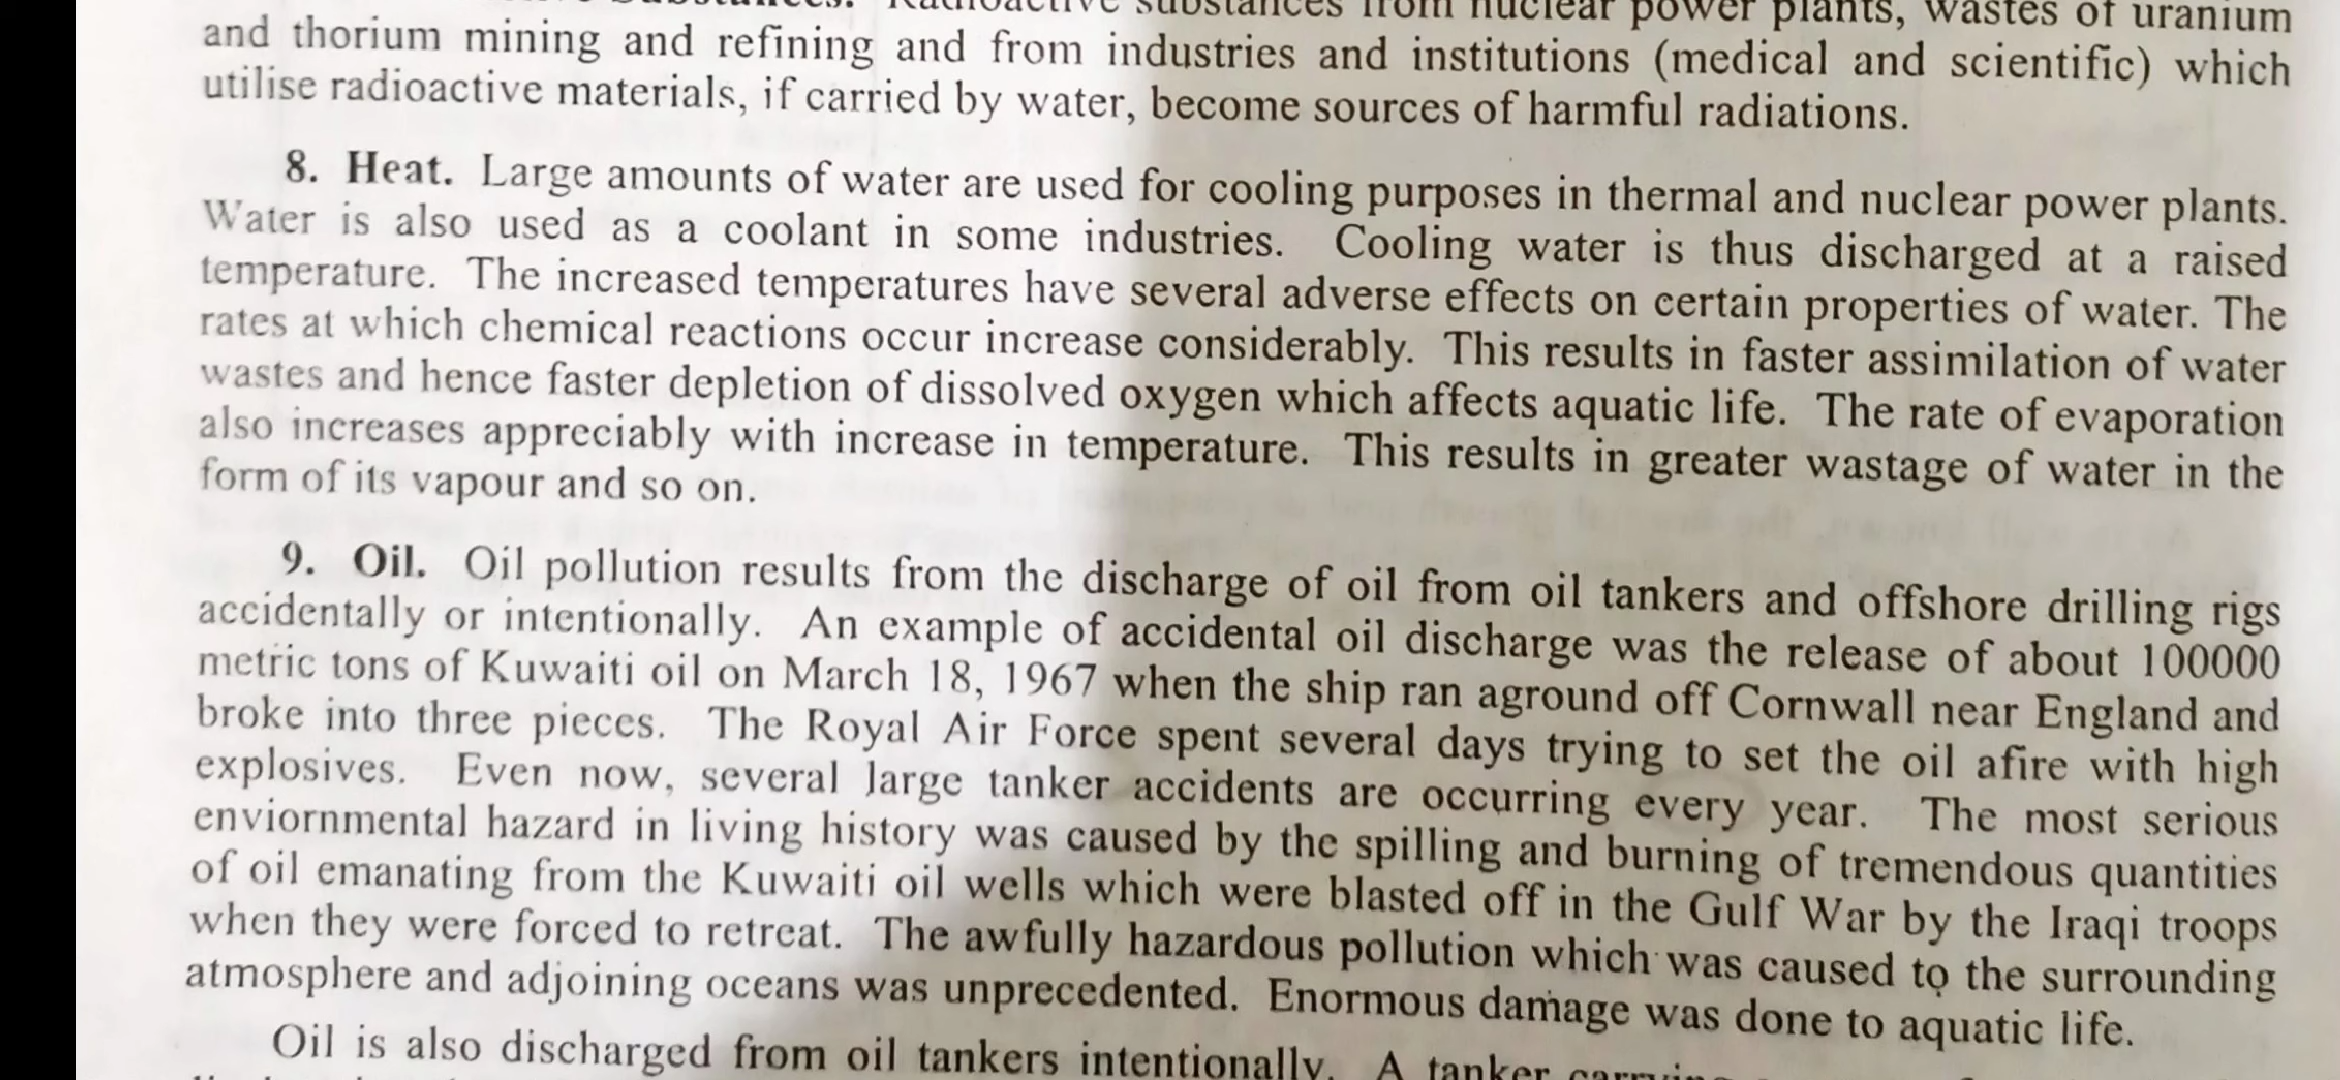 Substances. Radioactive substances from nuclear power plants, wastes of uranium
and thorium mining and refining and from industries and institutions (medical and scientific) which
utilise radioactive materials, if carried by water, become sources of harmful radiations.
8. Heat. Large amounts of water are used for cooling purposes in thermal and nuclear power plants.
Water is also used as a coolant in some industries. Cooling water is thus discharged at a raised
temperature. The increased temperatures have several adverse effects on certain properties of water. The
rates at which chemical reactions occur increase considerably. This results in faster assimilation of water
wastes and hence faster depletion of dissolved oxygen which affects aquatic life. The rate of evaporation
also increases appreciably with increase in temperature. This results in greater wastage of water in the
form of its vapour and so on.
9. Oil. Oil pollution results from the discharge of oil from oil tankers and offshore drilling rigs
accidentally or intentionally. An example of accidental oil discharge was the release of about 100000
metric tons of Kuwaiti oil on March 18, 1967 when the ship ran aground off Cornwall near England and
broke into three pieces. The Royal Air Force spent several days trying to set the oil afire with high
explosives. Even now, several large tanker accidents are occurring every year. The most serious
enviornmental hazard in living history was caused by the spilling and burning of tremendous quantities
of oil emanating from the Kuwaiti oil wells which were blasted off in the Gulf War by the Iraqi troops
when they were forced to retreat. The awfully hazardous pollution which was caused to the surrounding
atmosphere and adjoining oceans was unprecedented. Enormous damage was done to aquatic life.
Oil is also discharged from oil tankers intentionally. A tanker